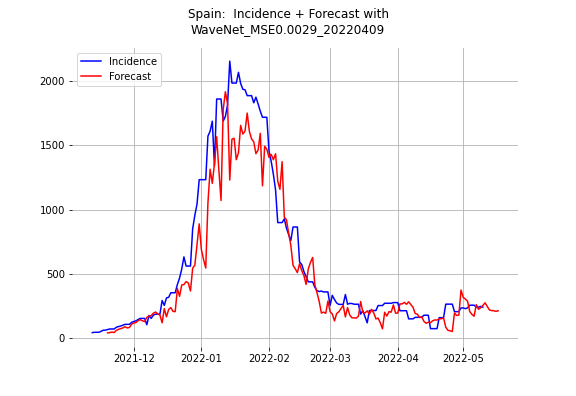 Spain:  Incidence + Forecast with
WaveNet_MSE0.0029_20220409
Incidence
Forecast
2000
1500
1000
500
0
2021-12
2022-01
2022-02
2022-03
2022-04
2022-05